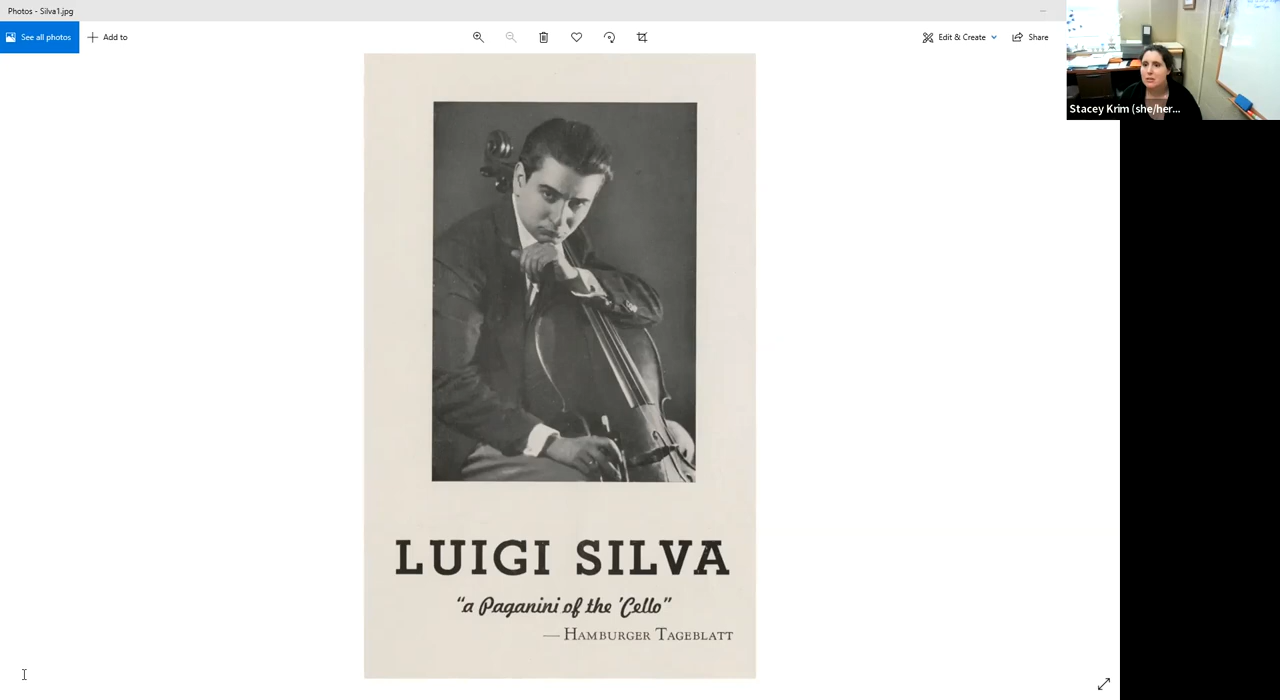 Photos - Silva1.jpg
See all photos
Add to
Edit & Create
Share
Stacey Krim (she/her...
LUIGI SILVA
“a Paganini of the 'Cello”
— HAMBURGER TAGEBLATT